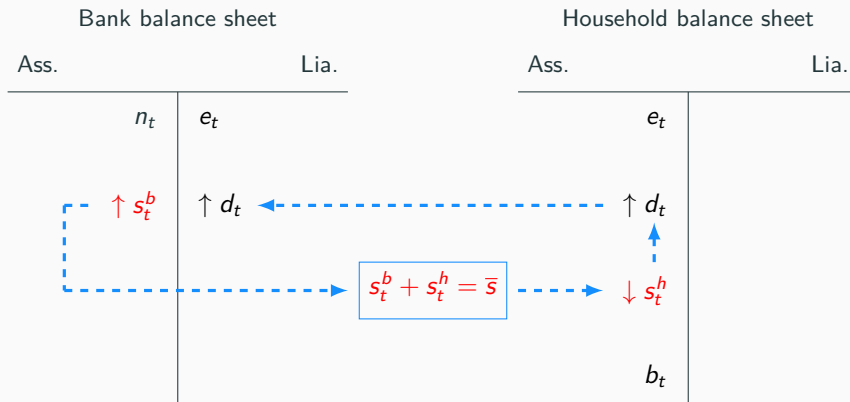 Bank balance sheet Household balance sheet
Ass. Lia. Ass. Lia.
n_t e_t e_t
↑ s_t^b ↑ d_t ↑ d_t
s_t^b + s_t^h = s̅ ↓ s_t^h
b_t